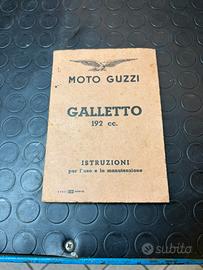 MOTO GUZZI
GALLETTO
192 cc.
ISTRUZIONI
per l'uso e la manutenzione
subito